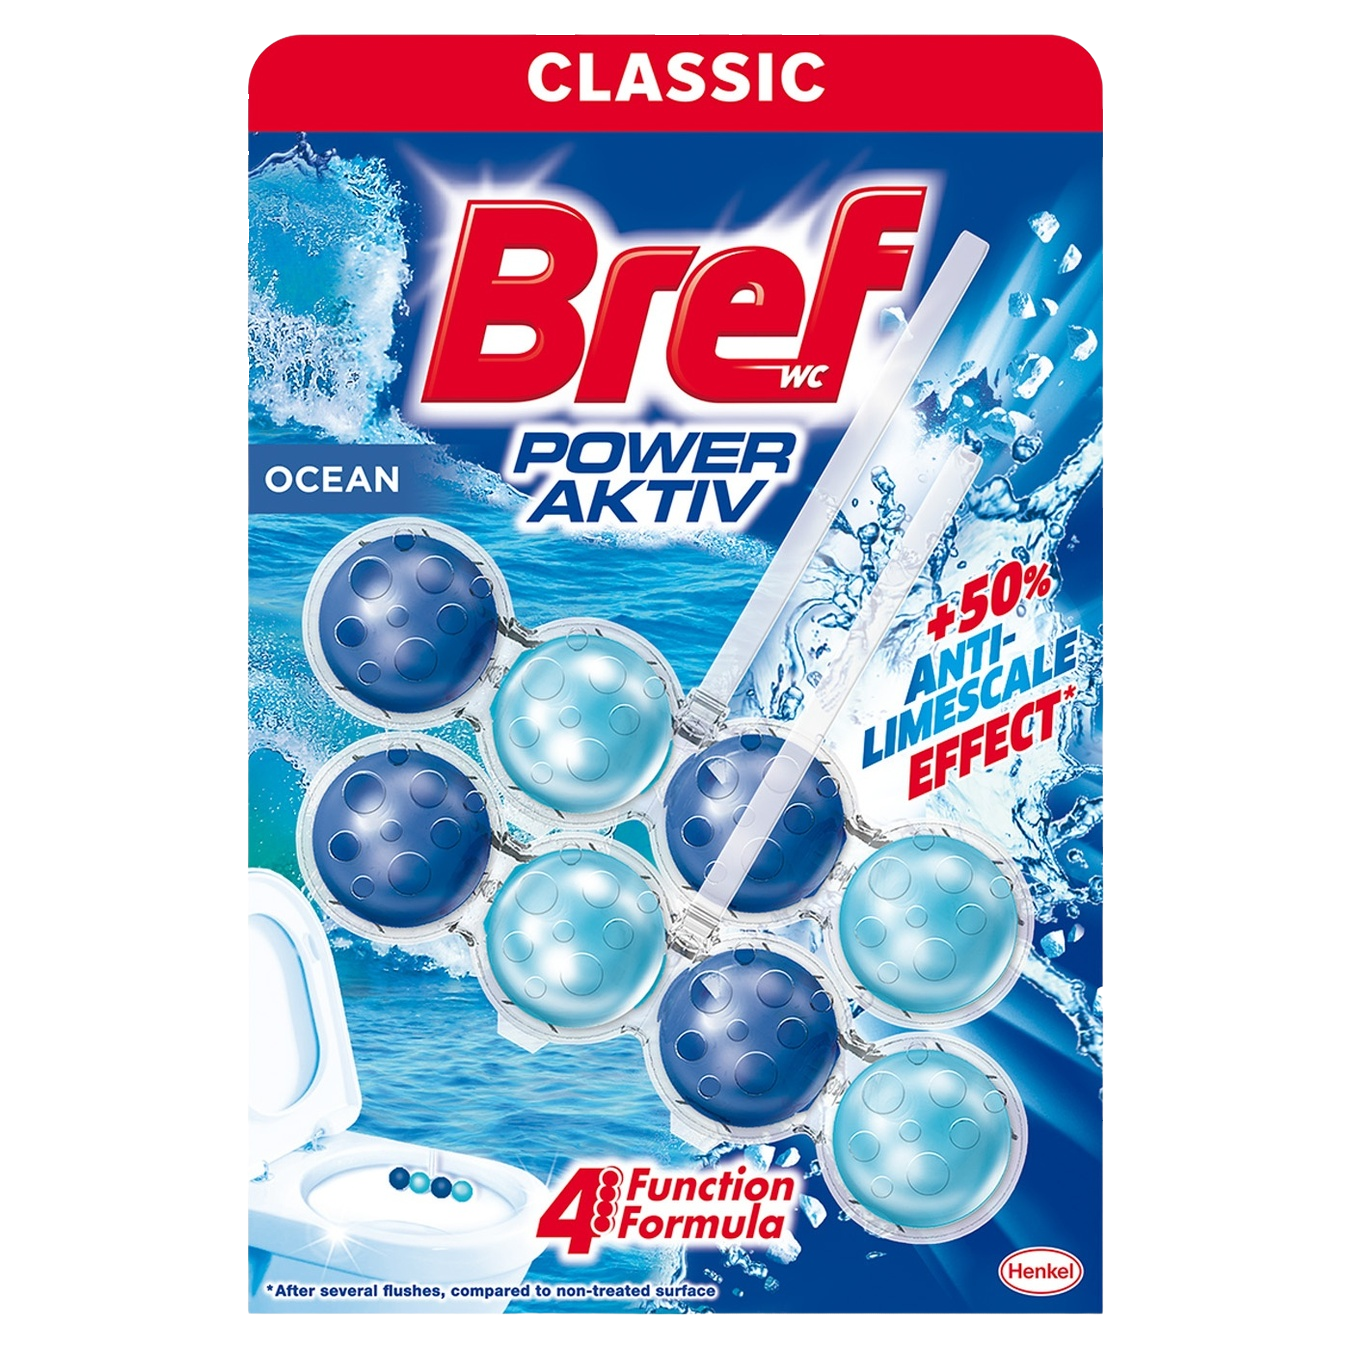 CLASSIC
Bref
WC
POWER
AKTIV
OCEAN
+50%
ANTI-
LIMESCALE
EFFECT*
4 Function
Formula
Henkel
*After several flushes, compared to non-treated surface